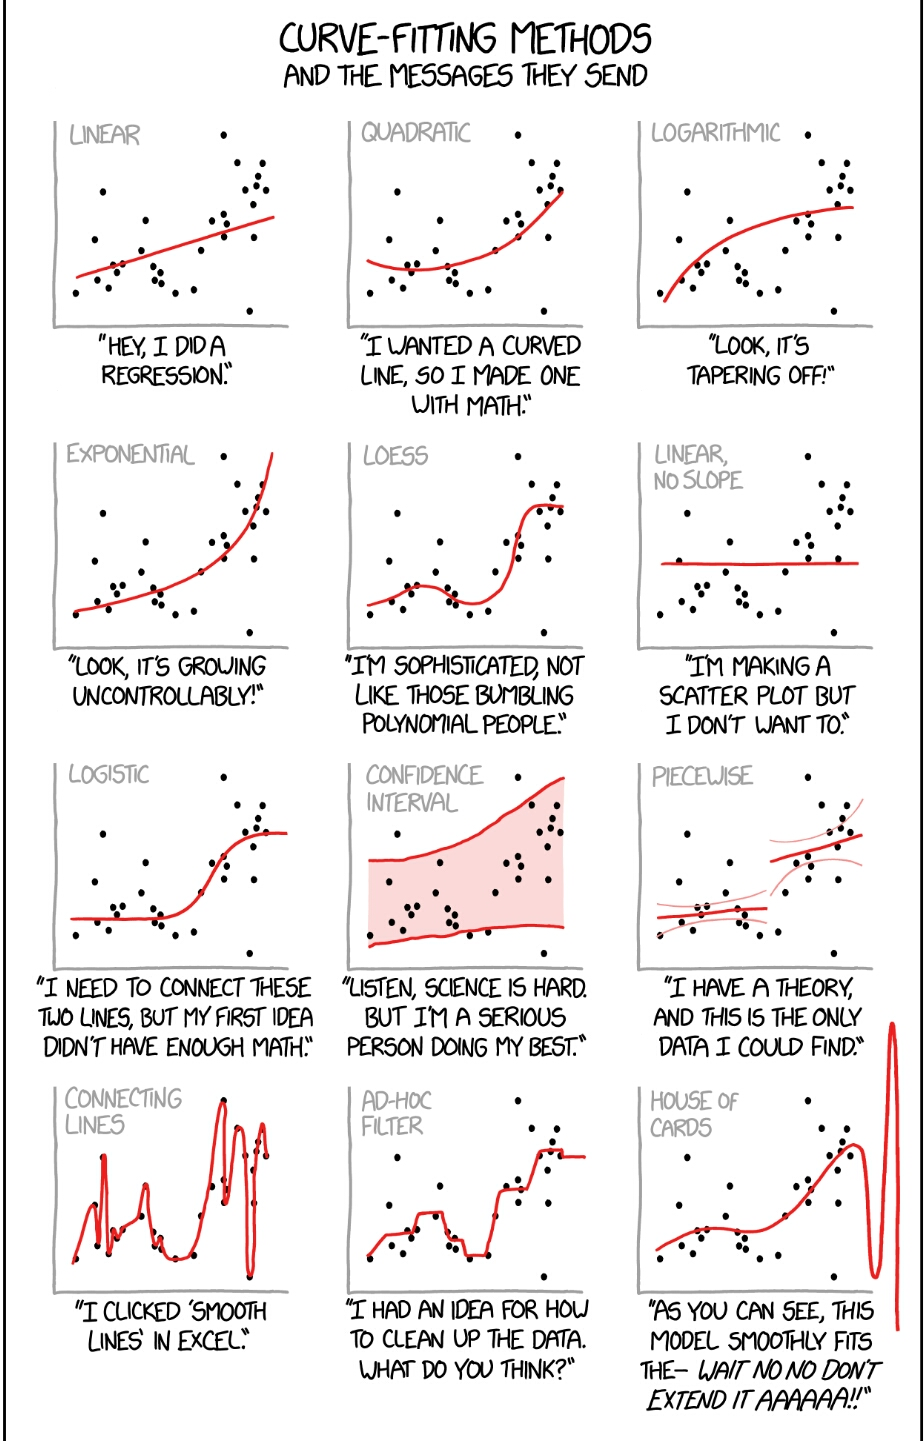 CURVE-FITTING METHODS
AND THE MESSAGES THEY SEND
LINEAR
"HEY, I DID A
REGRESSION."
QUADRATIC
"I WANTED A CURVED
LINE, SO I MADE ONE
WITH MATH."
LOGARITHMIC
"LOOK, IT'S
TAPERING OFF!"
EXPONENTIAL
"LOOK, IT'S GROWING
UNCONTROLLABLY!"
LOESS
"I'M SOPHISTICATED, NOT
LIKE THOSE BUMBLING
POLYNOMIAL PEOPLE."
LINEAR,
NO SLOPE
"I'M MAKING A
SCATTER PLOT BUT
I DON'T WANT TO."
LOGISTIC
"I NEED TO CONNECT THESE
TWO LINES, BUT MY FIRST IDEA
DIDN'T HAVE ENOUGH MATH."
CONFIDENCE
INTERVAL
"LISTEN, SCIENCE IS HARD.
BUT I'M A SERIOUS
PERSON DOING MY BEST."
PIECEWISE
"I HAVE A THEORY,
AND THIS IS THE ONLY
DATA I COULD FIND."
CONNECTING
LINES
"I CLICKED 'SMOOTH
LINES' IN EXCEL."
AD-HOC
FILTER
"I HAD AN IDEA FOR HOW
TO CLEAN UP THE DATA.
WHAT DO YOU THINK?"
HOUSE OF
CARDS
"AS YOU CAN SEE, THIS
MODEL SMOOTHLY FITS
THE– WAIT NO NO DON'T
EXTEND IT AAAAAA!!"